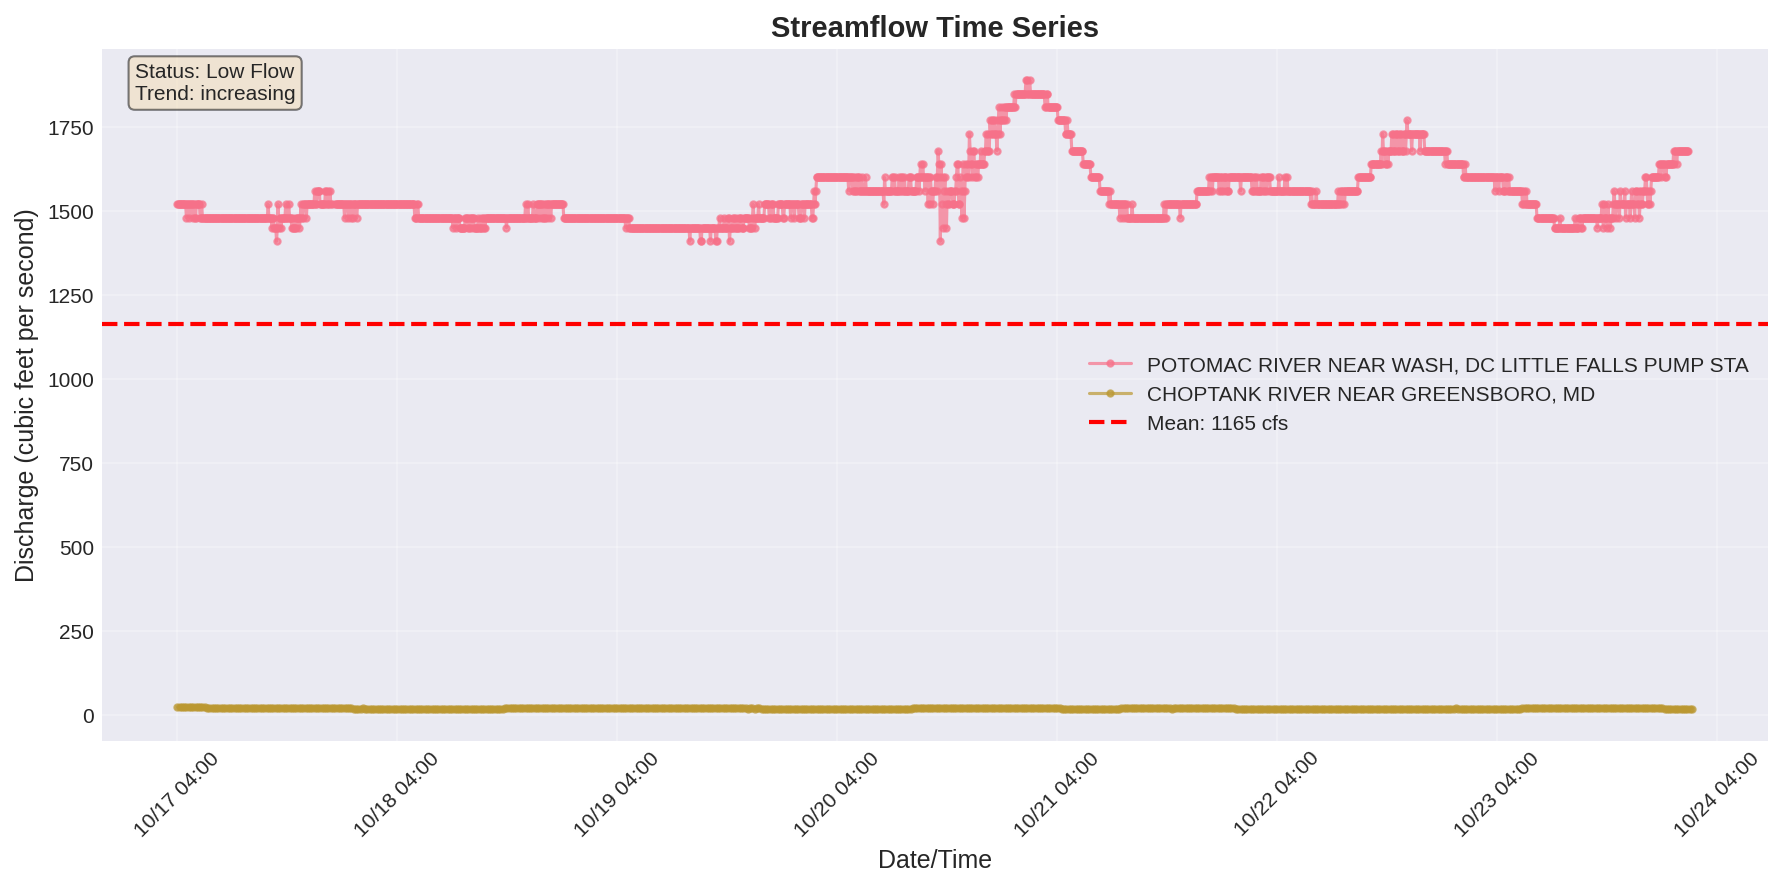 Streamflow Time Series
Status: Low Flow
Trend: increasing
Discharge (cubic feet per second)
1750
1500
1250
1000
750
500
250
0
POTOMAC RIVER NEAR WASH, DC LITTLE FALLS PUMP STA
CHOPTANK RIVER NEAR GREENSBORO, MD
Mean: 1165 cfs
10/17 04:00
10/18 04:00
10/19 04:00
10/20 04:00
10/21 04:00
10/22 04:00
10/23 04:00
10/24 04:00
Date/Time